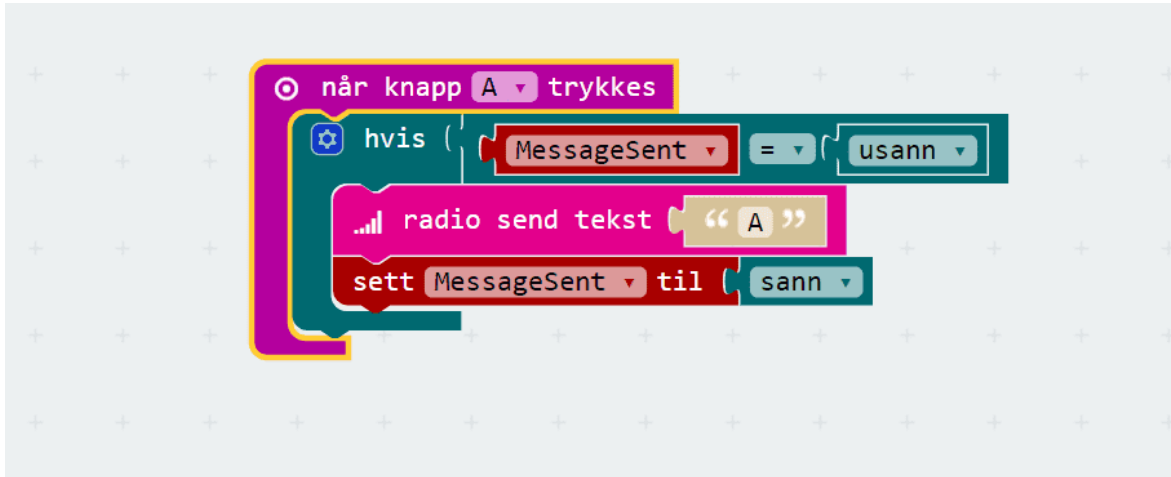 når knapp A trykkes
hvis ( MessageSent = ( usann
radio send tekst ( “ A ”
sett MessageSent til ( sann